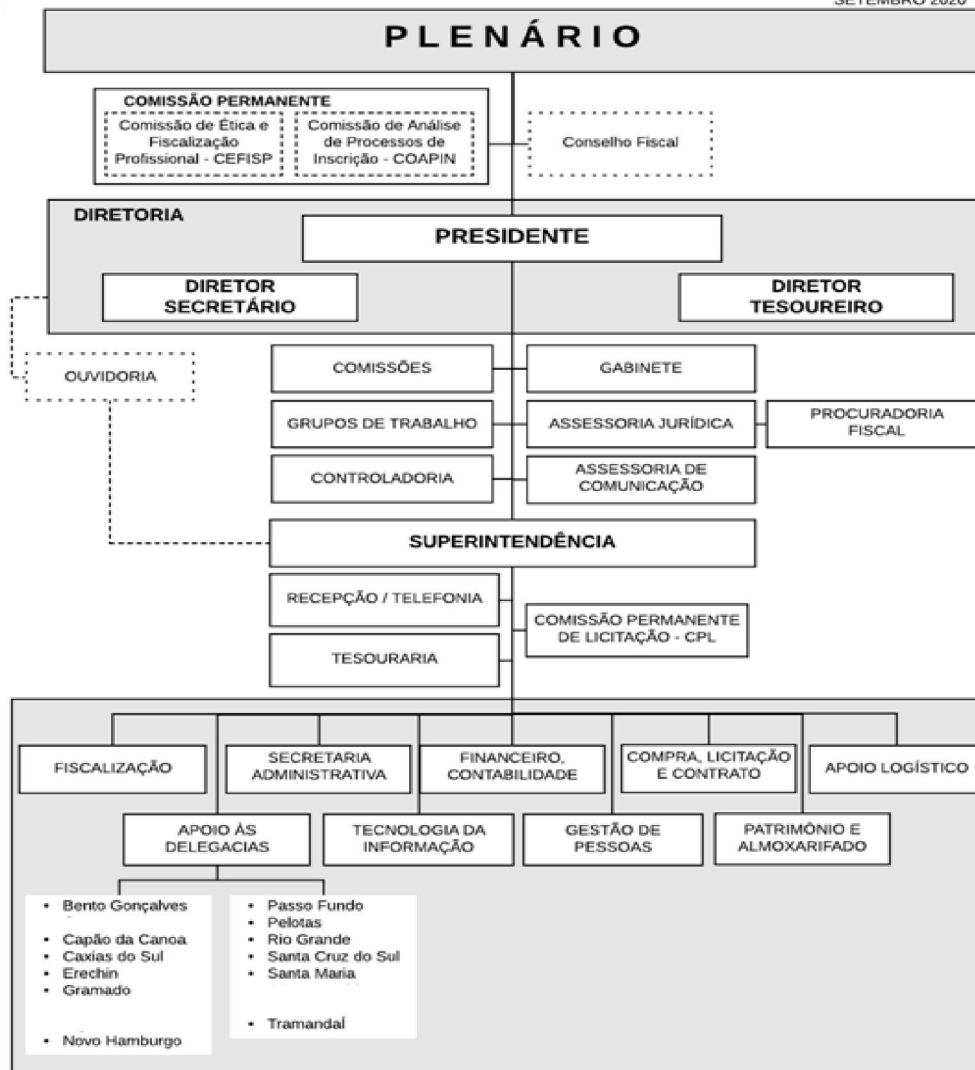 SETEMBRO 2020
PLENÁRIO
COMISSÃO PERMANENTE
Comissão de Ética e
Fiscalização
Profissional - CEFISP
Comissão de Análise
de Processos de
Inscrição - COAPIN
Conselho Fiscal
DIRETORIA
PRESIDENTE
DIRETOR
SECRETÁRIO
DIRETOR
TESOUREIRO
OUVIDORIA
COMISSÕES
GABINETE
GRUPOS DE TRABALHO
ASSESSORIA JURÍDICA
PROCURADORIA
FISCAL
CONTROLADORIA
ASSESSORIA DE
COMUNICAÇÃO
SUPERINTENDÊNCIA
RECEPÇÃO / TELEFONIA
COMISSÃO PERMANENTE
DE LICITAÇÃO - CPL
TESOURARIA
FISCALIZAÇÃO
SECRETARIA
ADMINISTRATIVA
FINANCEIRO,
CONTABILIDADE
COMPRA, LICITAÇÃO
E CONTRATO
APOIO LOGÍSTICO
APOIO ÀS
DELEGACIAS
TECNOLOGIA DA
INFORMAÇÃO
GESTÃO DE
PESSOAS
PATRIMÔNIO E
ALMOXARIFADO
• Bento Gonçalves
• Capão da Canoa
• Caxias do Sul
• Erechin
• Gramado
• Novo Hamburgo
• Passo Fundo
• Pelotas
• Rio Grande
• Santa Cruz do Sul
• Santa Maria
• Tramandaí